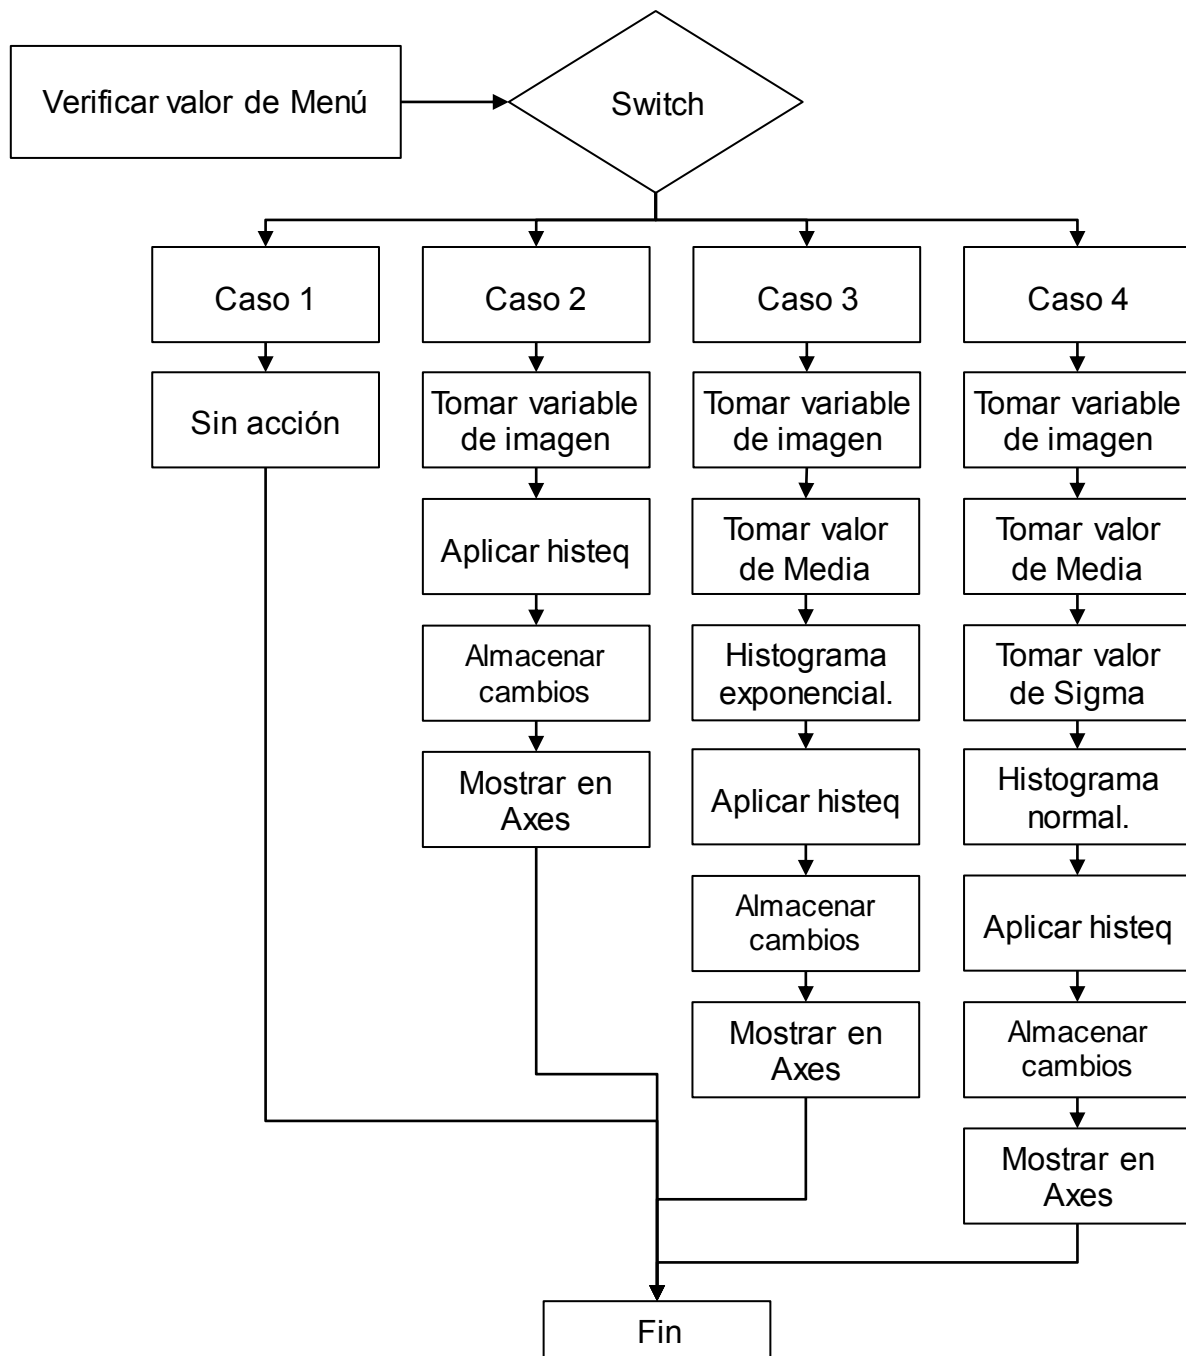 Verificar valor de Menú
Switch
Caso 1
Sin acción
Caso 2
Tomar variable
de imagen
Aplicar histeq
Almacenar
cambios
Mostrar en
Axes
Caso 3
Tomar variable
de imagen
Tomar valor
de Media
Histograma
exponencial.
Aplicar histeq
Almacenar
cambios
Mostrar en
Axes
Caso 4
Tomar variable
de imagen
Tomar valor
de Media
Tomar valor
de Sigma
Histograma
normal.
Aplicar histeq
Almacenar
cambios
Mostrar en
Axes
Fin